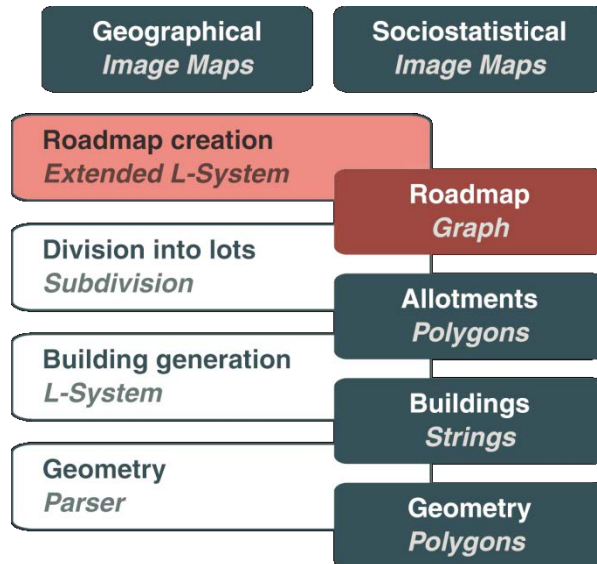 Geographical
Image Maps
Sociostatistical
Image Maps
Roadmap creation
Extended L-System
Roadmap
Graph
Division into lots
Subdivision
Allotments
Polygons
Building generation
L-System
Buildings
Strings
Geometry
Parser
Geometry
Polygons